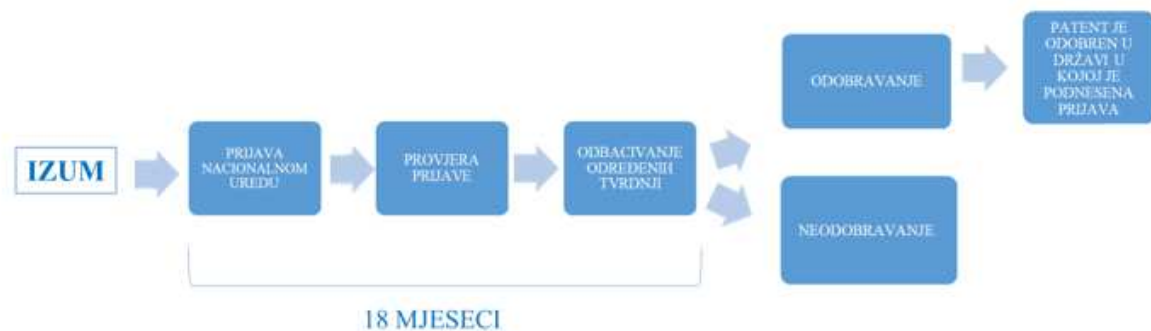 IZUM
PRIJAVA
NACIONALNOM
UREDU
PROVJERA
PRIJAVE
ODBACIVANJE
ODREĐENIH
TVRDNJI
ODOBRAVANJE
PATENT JE
ODOBREN U
DRŽAVI U
KOJOJ JE
PODNESENA
PRIJAVA
NEODOBRAVANJE
18 MJESECI